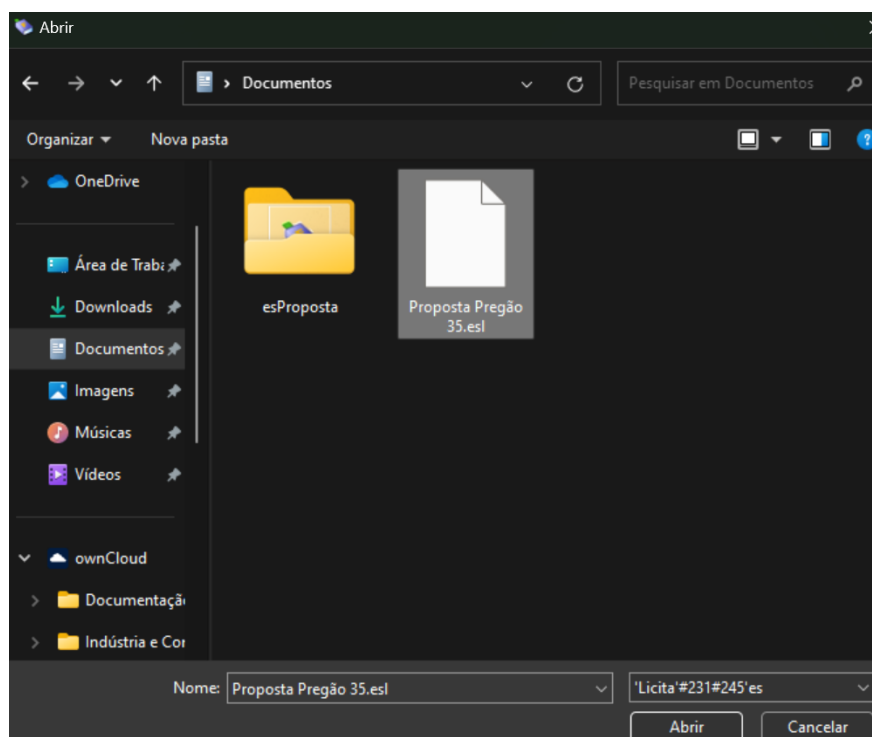 Abrir
Documentos
Pesquisar em Documentos
Organizar
Nova pasta
OneDrive
Área de Traba
Downloads
Documentos
Imagens
Músicas
Vídeos
ownCloud
Documentaçã
Indústria e Cor
esProposta
Proposta Pregão
35.esl
Nome:
Proposta Pregão 35.esl
'Licita'#231#245'es
Abrir
Cancelar